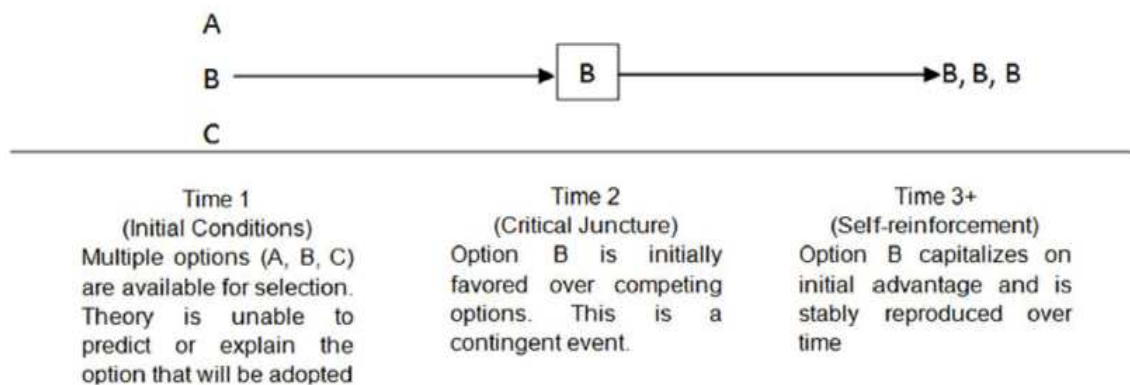 A
B
B
B, B, B
C
Time 1
(Initial Conditions)
Multiple options (A, B, C)
are available for selection.
Theory is unable to
predict or explain the
option that will be adopted
Time 2
(Critical Juncture)
Option B is initially
favored over competing
options. This is a
contingent event.
Time 3+
(Self-reinforcement)
Option B capitalizes on
initial advantage and is
stably reproduced over
time